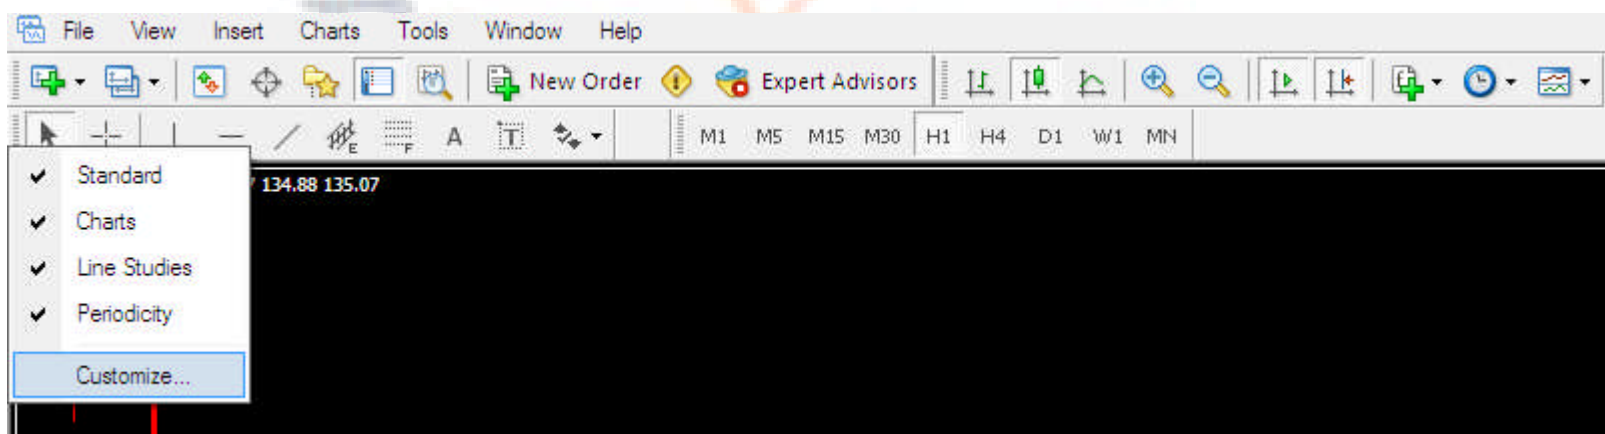 File View Insert Charts Tools Window Help
New Order Expert Advisors
E F A T M1 M5 M15 M30 H1 H4 D1 W1 MN
Standard
134.88 135.07
Charts
Line Studies
Periodicity
Customize...